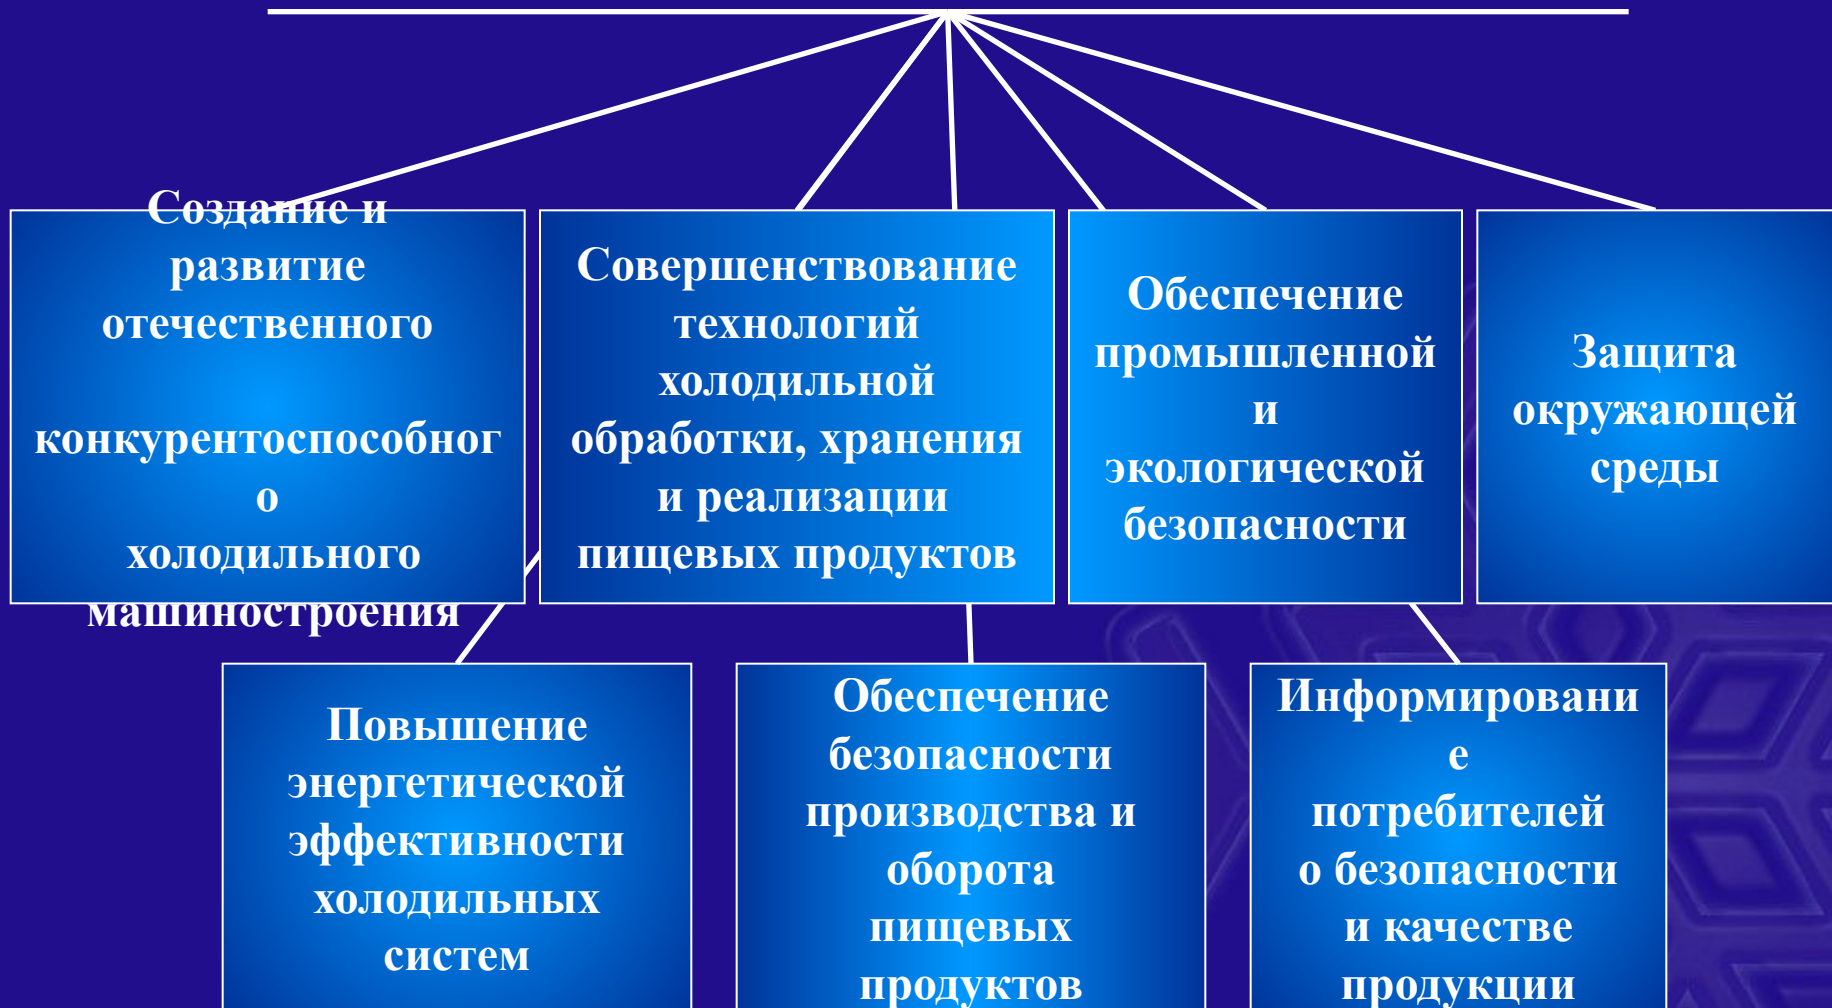 Создание и
развитие
отечественного
конкурентоспособног
о
холодильного
машиностроения
Совершенствование
технологий
холодильной
обработки, хранения
и реализации
пищевых продуктов
Обеспечение
промышленной
и
экологической
безопасности
Защита
окружающей
среды
Повышение
энергетической
эффективности
холодильных
систем
Обеспечение
безопасности
производства и
оборота
пищевых
продуктов
Информировани
е
потребителей
о безопасности
и качестве
продукции